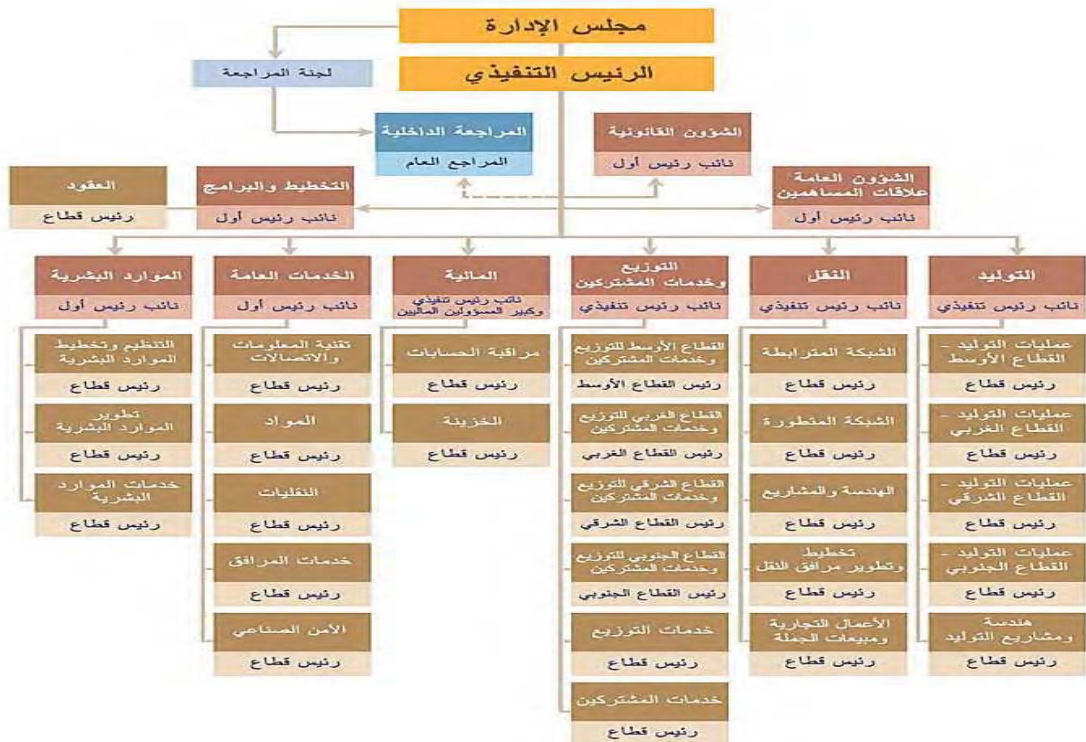 مجلس الإدارة
الرئيس التنفيذي
لجنة المراجعة
الشؤون القانونية
نائب رئيس أول
المراجعة الداخلية
المراجع العام
الشؤون العامة
علاقات المساهمين
نائب رئيس أول
التخطيط والبرامج
نائب رئيس أول
العقود
رئيس قطاع
التوليد
نائب رئيس تنفيذي
عمليات التوليد -
القطاع الأوسط
رئيس قطاع
عمليات التوليد -
القطاع الغربي
رئيس قطاع
عمليات التوليد -
القطاع الشرقي
رئيس قطاع
عمليات التوليد -
القطاع الجنوبي
رئيس قطاع
هندسة
ومشاريع التوليد
رئيس قطاع
النقل
نائب رئيس تنفيذي
الشبكة المترابطة
رئيس قطاع
الشبكة المتطورة
رئيس قطاع
الهندسة والمشاريع
رئيس قطاع
تخطيط
وتطوير مرافق النقل
رئيس قطاع
الأعمال التجارية
ومبيعات الجملة
رئيس قطاع
التوزيع
وخدمات المشتركين
نائب رئيس تنفيذي
القطاع الأوسط للتوزيع
وخدمات المشتركين
رئيس القطاع الأوسط
القطاع الغربي للتوزيع
وخدمات المشتركين
رئيس القطاع الغربي
القطاع الشرقي للتوزيع
وخدمات المشتركين
رئيس القطاع الشرقي
القطاع الجنوبي للتوزيع
وخدمات المشتركين
رئيس القطاع الجنوبي
خدمات التوزيع
رئيس قطاع
خدمات المشتركين
رئيس قطاع
المالية
نائب رئيس تنفيذي
وكبير المسؤولين الماليين
مراقبة الحسابات
رئيس قطاع
الخزينة
رئيس قطاع
الخدمات العامة
نائب رئيس أول
تقنية المعلومات
والاتصالات
رئيس قطاع
المواد
رئيس قطاع
النقليات
رئيس قطاع
خدمات المرافق
رئيس قطاع
الأمن الصناعي
رئيس قطاع
الموارد البشرية
نائب رئيس أول
التنظيم وتخطيط
الموارد البشرية
رئيس قطاع
تطوير
الموارد البشرية
رئيس قطاع
خدمات الموارد
البشرية
رئيس قطاع